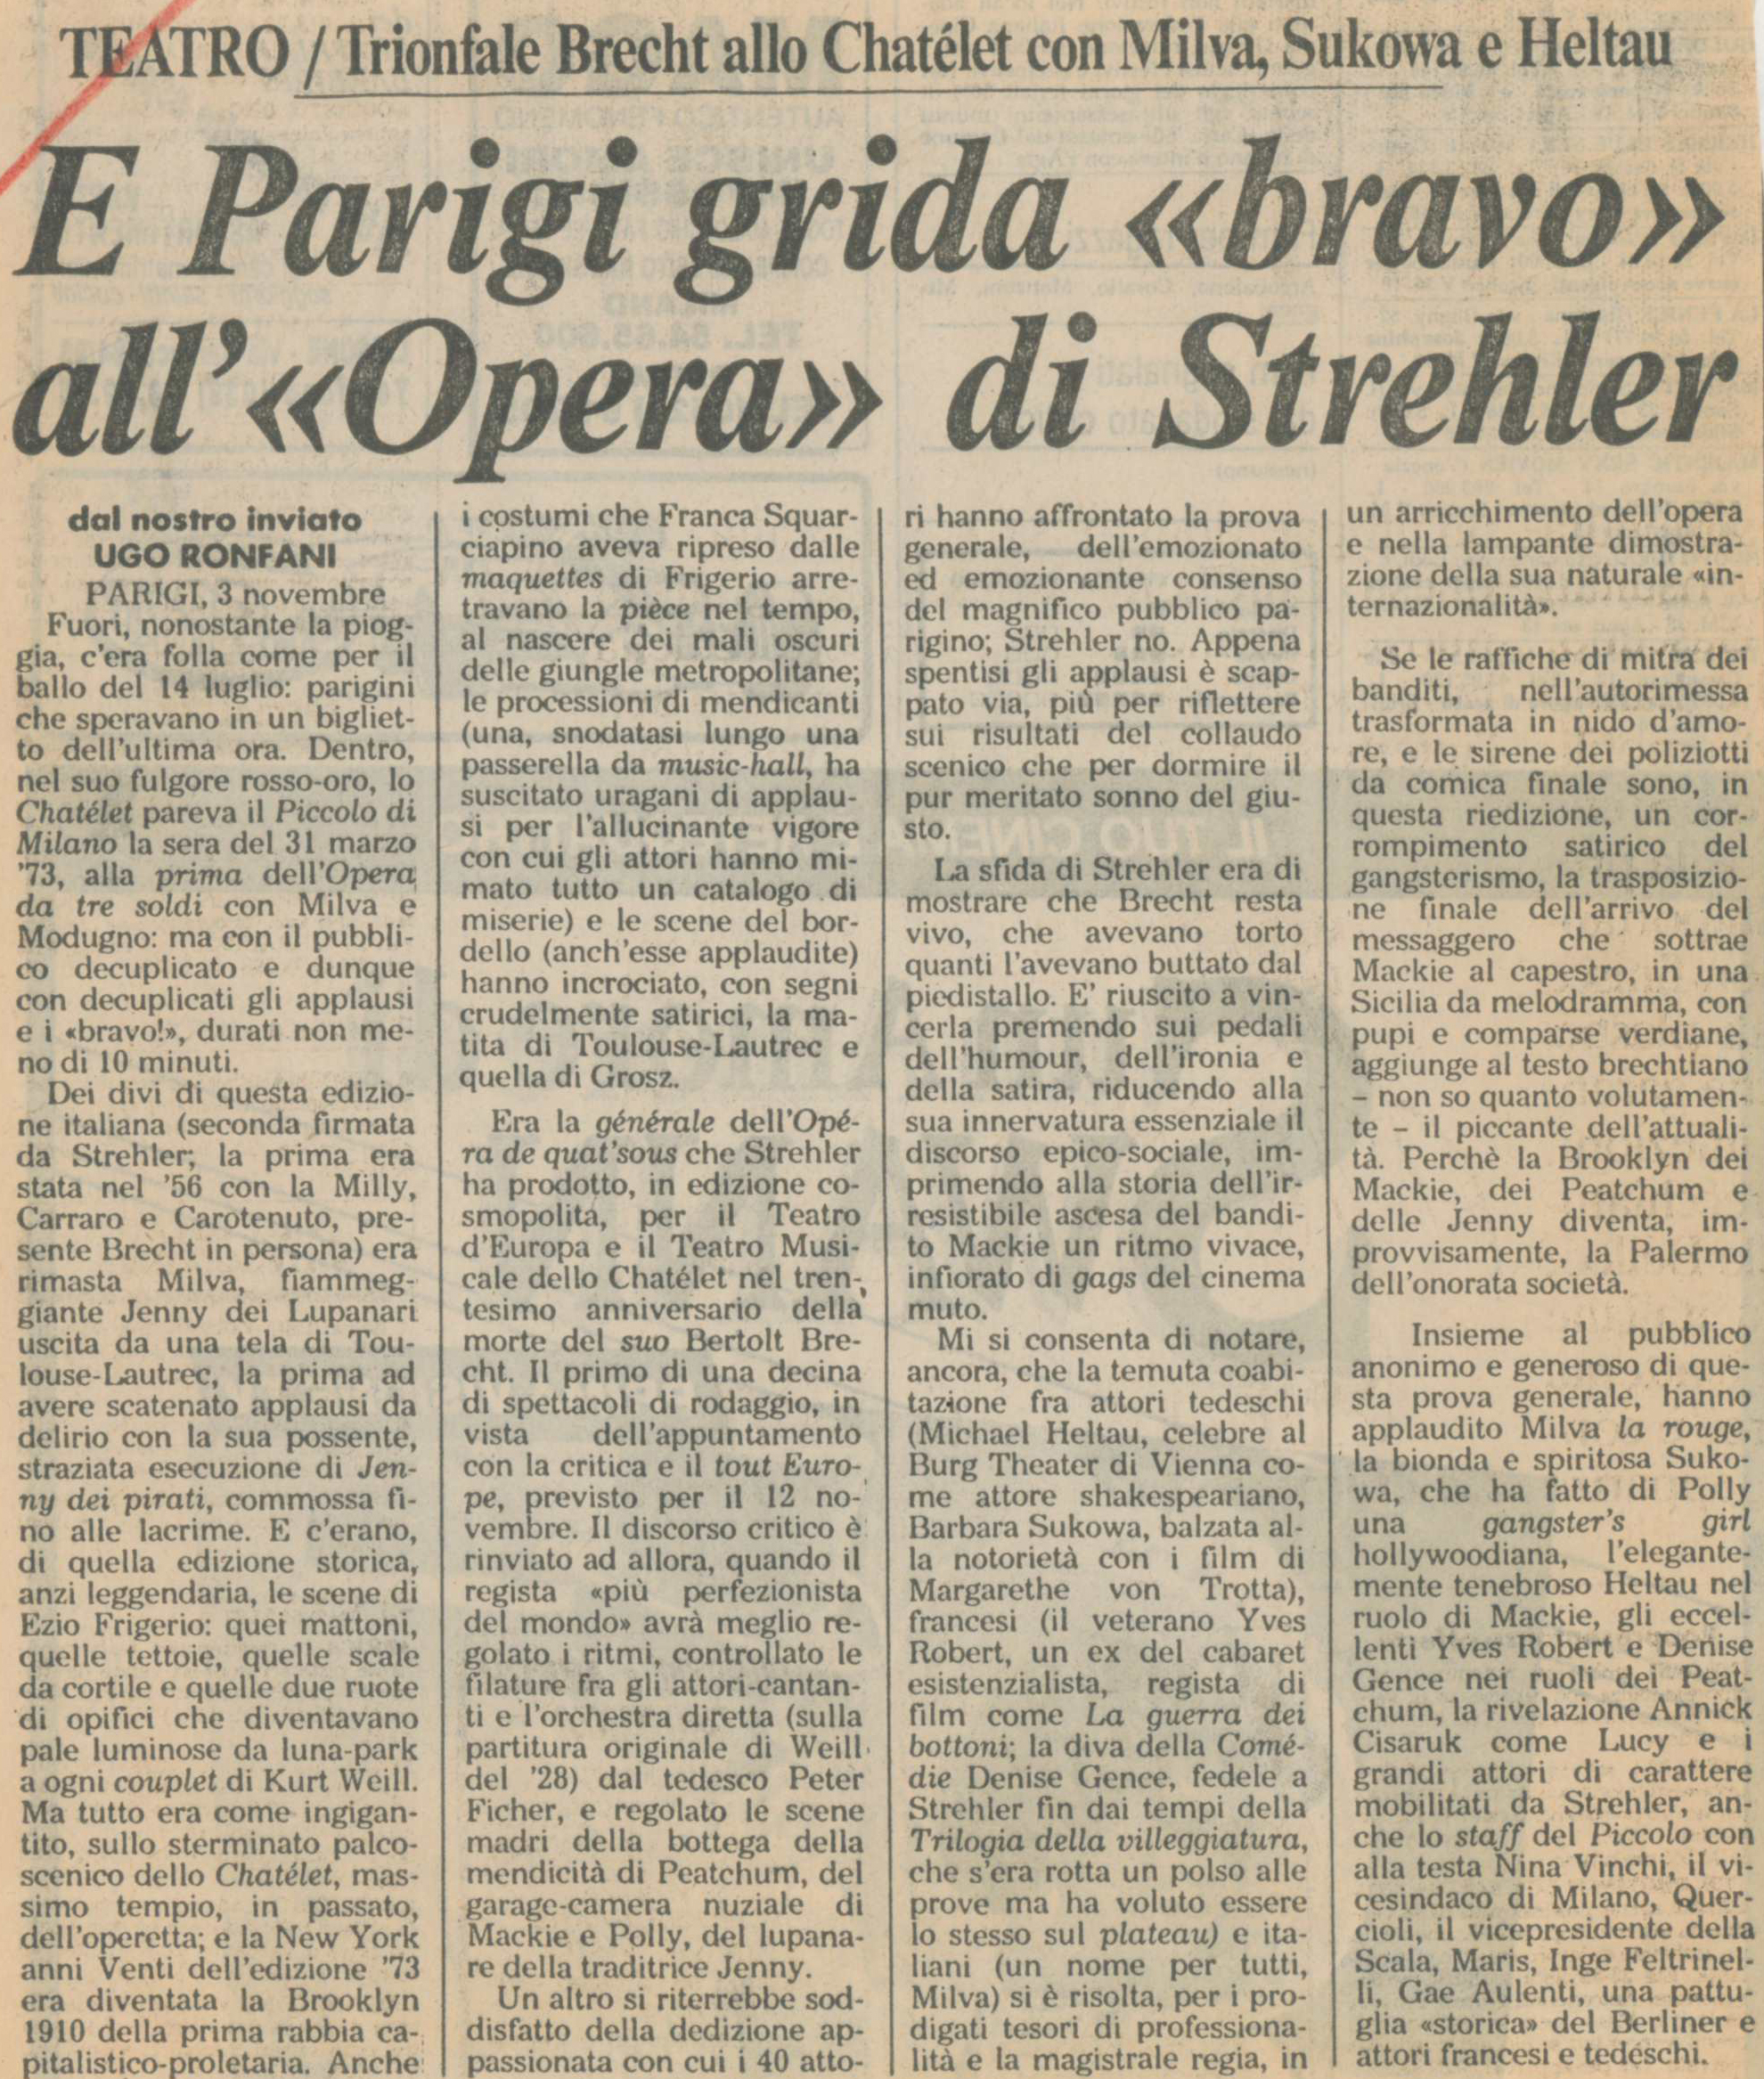 TEATRO / Trionfale Brecht allo Chatélet con Milva, Sukowa e Heltau
E Parigi grida «bravo»
all'«Opera» di Strehler
dal nostro inviato
UGO RONFANI
PARIGI, 3 novembre
Fuori, nonostante la piog-
gia, c'era folla come per il
ballo del 14 luglio: parigini
che speravano in un bigliet-
to dell'ultima ora. Dentro,
nel suo fulgore rosso-oro, lo
Chatélet pareva il Piccolo di
Milano la sera del 31 marzo
'73, alla prima dell'Opera
da tre soldi con Milva e
Modugno: ma con il pubbli-
co decuplicato e dunque
con decuplicati gli applausi
e i «bravo!», durati non me-
no di 10 minuti.
Dei divi di questa edizio-
ne italiana (seconda firmata
da Strehler; la prima era
stata nel '56 con la Milly,
Carraro e Carotenuto, pre-
sente Brecht in persona) era
rimasta Milva, fiammeg-
giante Jenny dei Lupanari
uscita da una tela di Tou-
louse-Lautrec, la prima ad
avere scatenato applausi da
delirio con la sua possente,
straziata esecuzione di Jen-
ny dei pirati, commossa fi-
no alle lacrime. E c'erano,
di quella edizione storica,
anzi leggendaria, le scene di
Ezio Frigerio: quei mattoni,
quelle tettoie, quelle scale
da cortile e quelle due ruote
di opifici che diventavano
pale luminose da luna-park
a ogni couplet di Kurt Weill.
Ma tutto era come ingigan-
tito, sullo sterminato palco-
scenico dello Chatélet, mas-
simo tempio, in passato,
dell'operetta; e la New York
anni Venti dell'edizione '73
era diventata la Brooklyn
1910 della prima rabbia ca-
pitalistico-proletaria. Anche
i costumi che Franca Squar-
ciapino aveva ripreso dalle
maquettes di Frigerio arre-
travano la pièce nel tempo,
al nascere dei mali oscuri
delle giungle metropolitane;
le processioni di mendicanti
(una, snodatasi lungo una
passerella da music-hall, ha
suscitato uragani di applau-
si per l'allucinante vigore
con cui gli attori hanno mi-
mato tutto un catalogo di
miserie) e le scene del bor-
dello (anch'esse applaudite)
hanno incrociato, con segni
crudelmente satirici, la ma-
tita di Toulouse-Lautrec e
quella di Grosz.
Era la générale dell'Opé-
ra de quat'sous che Strehler
ha prodotto, in edizione co-
smopolita, per il Teatro
d'Europa e il Teatro Musi-
cale dello Chatélet nel tren-
tesimo anniversario della
morte del suo Bertolt Bre-
cht. Il primo di una decina
di spettacoli di rodaggio, in
vista dell'appuntamento
con la critica e il tout Euro-
pe, previsto per il 12 no-
vembre. Il discorso critico è
rinviato ad allora, quando il
regista «più perfezionista
del mondo» avrà meglio re-
golato i ritmi, controllato le
filature fra gli attori-cantan-
ti e l'orchestra diretta (sulla
partitura originale di Weill
del '28) dal tedesco Peter
Ficher, e regolato le scene
madri della bottega della
mendicità di Peatchum, del
garage-camera nuziale di
Mackie e Polly, del lupana-
re della traditrice Jenny.
Un altro si riterrebbe sod-
disfatto della dedizione ap-
passionata con cui i 40 atto-
ri hanno affrontato la prova
generale, dell'emozionato
ed emozionante consenso
del magnifico pubblico pa-
rigino; Strehler no. Appena
spentisi gli applausi è scap-
pato via, più per riflettere
sui risultati del collaudo
scenico che per dormire il
pur meritato sonno del giu-
sto.
La sfida di Strehler era di
mostrare che Brecht resta
vivo, che avevano torto
quanti l'avevano buttato dal
piedistallo. E' riuscito a vin-
cerla premendo sui pedali
dell'humour, dell'ironia e
della satira, riducendo alla
sua innervatura essenziale il
discorso epico-sociale, im-
primendo alla storia dell'ir-
resistibile ascesa del bandi-
to Mackie un ritmo vivace,
infiorato di gags del cinema
muto.
Mi si consenta di notare,
ancora, che la temuta coabi-
tazione fra attori tedeschi
(Michael Heltau, celebre al
Burg Theater di Vienna co-
me attore shakespeariano,
Barbara Sukowa, balzata al-
la notorietà con i film di
Margarethe von Trotta),
francesi (il veterano Yves
Robert, un ex del cabaret
esistenzialista, regista di
film come La guerra dei
bottoni; la diva della Comé-
die Denise Gence, fedele a
Strehler fin dai tempi della
Trilogia della villeggiatura,
che s'era rotta un polso alle
prove ma ha voluto essere
lo stesso sul plateau) e ita-
liani (un nome per tutti,
Milva) si è risolta, per i pro-
digati tesori di professiona-
lità e la magistrale regia, in
un arricchimento dell'opera
e nella lampante dimostra-
zione della sua naturale «in-
ternazionalità».
Se le raffiche di mitra dei
banditi, nell'autorimessa
trasformata in nido d'amo-
re, e le sirene dei poliziotti
da comica finale sono, in
questa riedizione, un cor-
rompimento satirico del
gangsterismo, la trasposizio-
ne finale dell'arrivo del
messaggero che sottrae
Mackie al capestro, in una
Sicilia da melodramma, con
pupi e comparse verdiane,
aggiunge al testo brechtiano
– non so quanto volutamen-
te – il piccante dell'attuali-
tà. Perchè la Brooklyn dei
Mackie, dei Peatchum e
delle Jenny diventa, im-
provvisamente, la Palermo
dell'onorata società.
Insieme al pubblico
anonimo e generoso di que-
sta prova generale, hanno
applaudito Milva la rouge,
la bionda e spiritosa Suko-
wa, che ha fatto di Polly
una gangster's girl
hollywoodiana, l'elegante-
mente tenebroso Heltau nel
ruolo di Mackie, gli eccel-
lenti Yves Robert e Denise
Gence nei ruoli dei Peat-
chum, la rivelazione Annick
Cisaruk come Lucy e i
grandi attori di carattere
mobilitati da Strehler, an-
che lo staff del Piccolo con
alla testa Nina Vinchi, il vi-
cesindaco di Milano, Quer-
cioli, il vicepresidente della
Scala, Maris, Inge Feltrinel-
li, Gae Aulenti, una pattu-
glia «storica» del Berliner e
attori francesi e tedeschi.